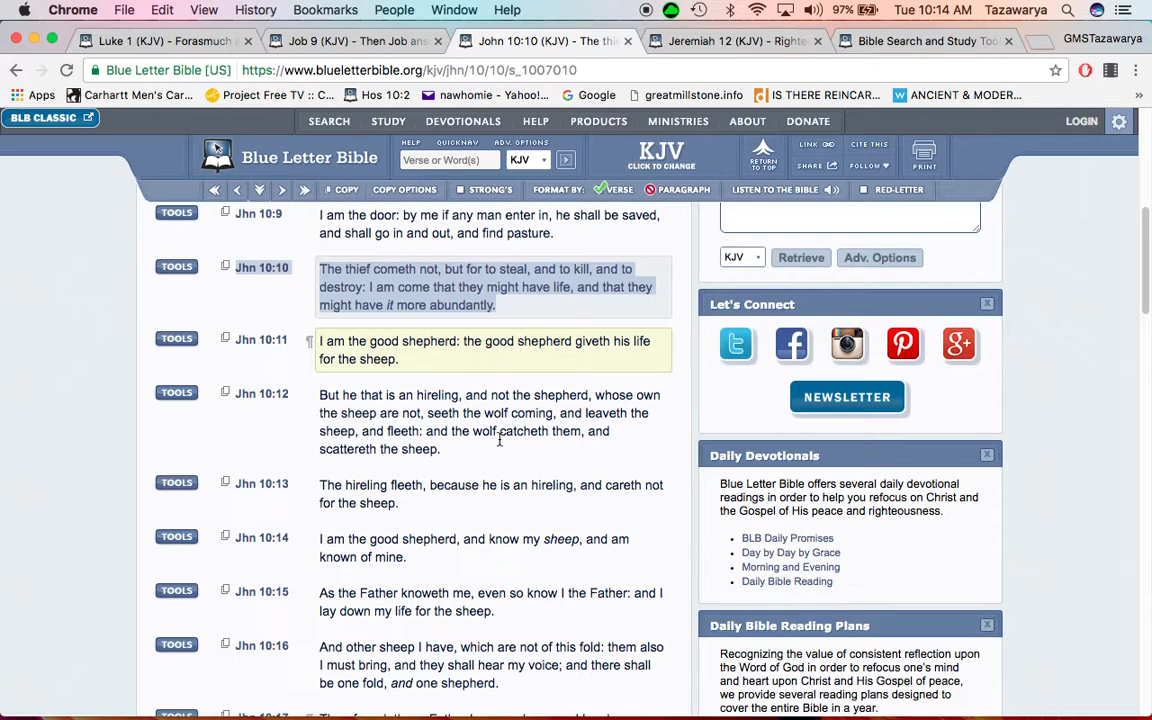 Chrome File Edit View History Bookmarks People Window Help 97% Tue 10:14 AM Tazawarya
Luke 1 (KJV) - Forasmuch a × Job 9 (KJV) - Then Job ans × John 10:10 (KJV) - The thie × Jeremiah 12 (KJV) - Righte × Bible Search and Study Too × GMSTazawarya
Blue Letter Bible [US] https://www.blueletterbible.org/kjv/jhn/10/10/s_1007010
Apps Carhartt Men's Car... Project Free TV :: C... Hos 10:2 nawhomie - Yahoo!... Google greatmillstone.info IS THERE REINCAR... W ANCIENT & MODER...
BLB CLASSIC SEARCH STUDY DEVOTIONALS HELP PRODUCTS MINISTRIES ABOUT DONATE LOGIN
HELP QUICKNAV ADV. OPTIONS
Blue Letter Bible Verse or Word(s) KJV KJV CLICK TO CHANGE RETURN TO TOP LINK CITE THIS SHARE FOLLOW PRINT
COPY COPY OPTIONS STRONG'S FORMAT BY: VERSE PARAGRAPH LISTEN TO THE BIBLE RED-LETTER
TOOLS Jhn 10:9 I am the door: by me if any man enter in, he shall be saved,
and shall go in and out, and find pasture.
TOOLS Jhn 10:10 The thief cometh not, but for to steal, and to kill, and to
destroy: I am come that they might have life, and that they
might have it more abundantly.
TOOLS Jhn 10:11 ¶ I am the good shepherd: the good shepherd giveth his life
for the sheep.
TOOLS Jhn 10:12 But he that is an hireling, and not the shepherd, whose own
the sheep are not, seeth the wolf coming, and leaveth the
sheep, and fleeth: and the wolf catcheth them, and
scattereth the sheep.
TOOLS Jhn 10:13 The hireling fleeth, because he is an hireling, and careth not
for the sheep.
TOOLS Jhn 10:14 I am the good shepherd, and know my sheep, and am
known of mine.
TOOLS Jhn 10:15 As the Father knoweth me, even so know I the Father: and I
lay down my life for the sheep.
TOOLS Jhn 10:16 And other sheep I have, which are not of this fold: them also
I must bring, and they shall hear my voice; and there shall
be one fold, and one shepherd.
KJV Retrieve Adv. Options
Let's Connect
NEWSLETTER
Daily Devotionals
Blue Letter Bible offers several daily devotional
readings in order to help you refocus on Christ and
the Gospel of His peace and righteousness.
• BLB Daily Promises
• Day by Day by Grace
• Morning and Evening
• Daily Bible Reading
Daily Bible Reading Plans
Recognizing the value of consistent reflection upon
the Word of God in order to refocus one's mind
and heart upon Christ and His Gospel of peace,
we provide several reading plans designed to
cover the entire Bible in a year.